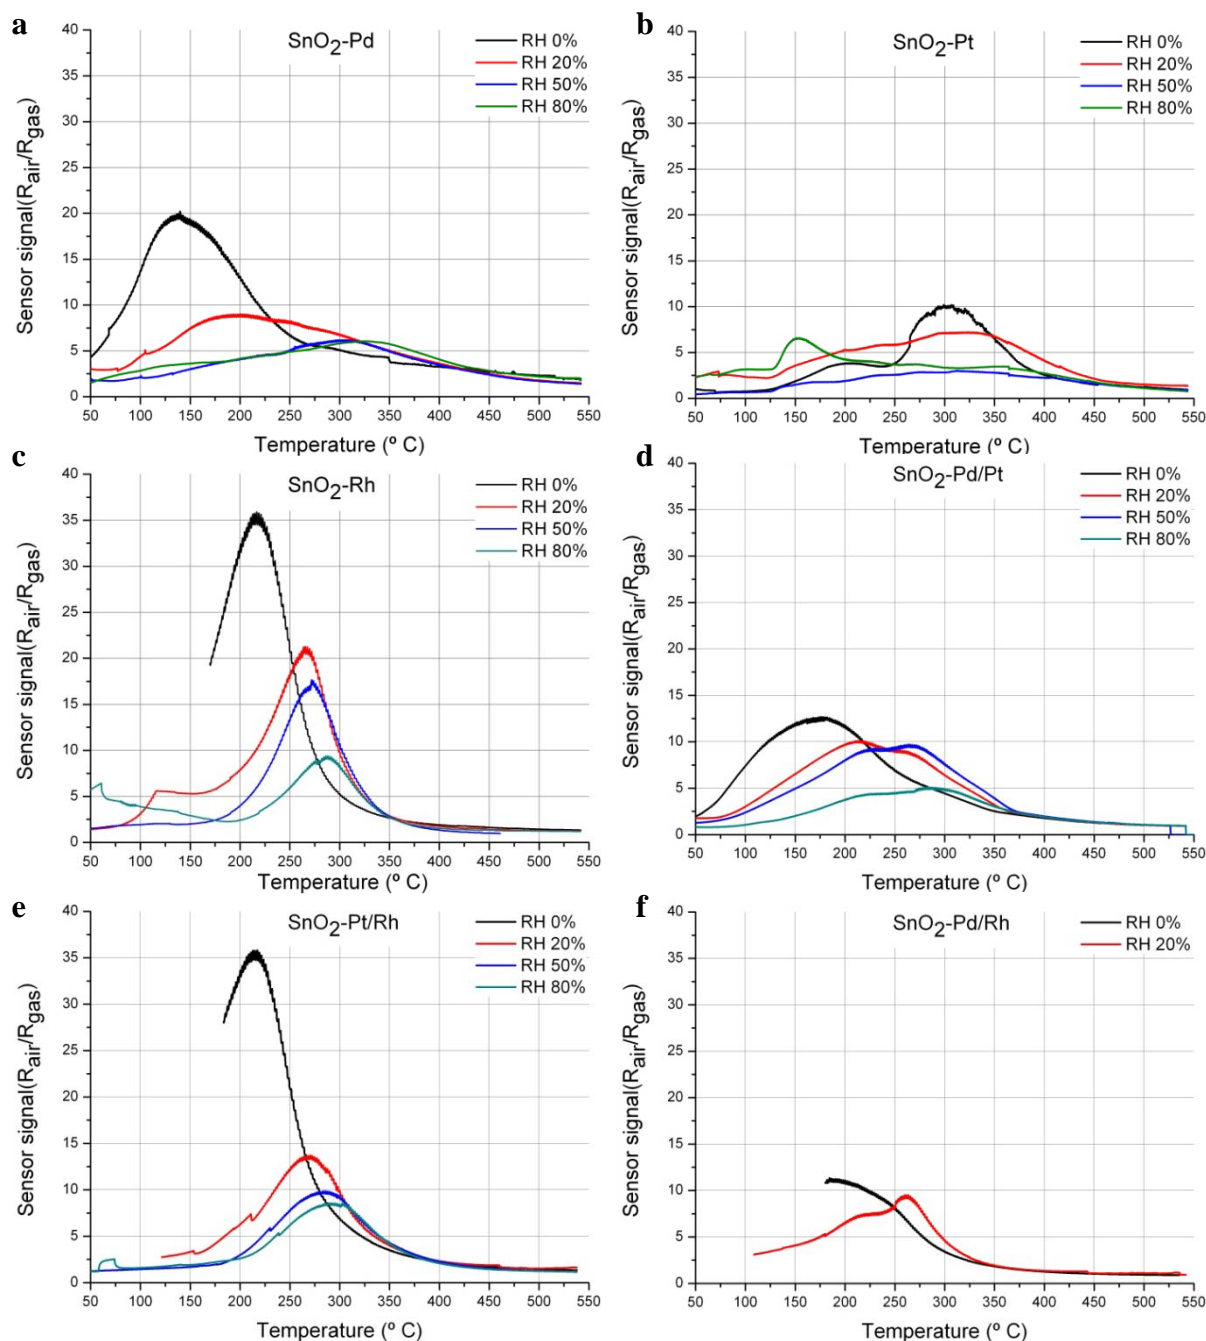 a
SnO2-Pd
RH 0%
RH 20%
RH 50%
RH 80%
Sensor signal(Rair/Rgas)
40
35
30
25
20
15
10
5
0
50 100 150 200 250 300 350 400 450 500 550
Temperature (º C)
b
SnO2-Pt
RH 0%
RH 20%
RH 50%
RH 80%
Sensor signal(Rair/Rgas)
40
35
30
25
20
15
10
5
0
50 100 150 200 250 300 350 400 450 500 550
Temperature (º C)
c
SnO2-Rh
RH 0%
RH 20%
RH 50%
RH 80%
Sensor signal(Rair/Rgas)
40
35
30
25
20
15
10
5
0
50 100 150 200 250 300 350 400 450 500 550
Temperature (º C)
d
SnO2-Pd/Pt
RH 0%
RH 20%
RH 50%
RH 80%
Sensor signal(Rair/Rgas)
40
35
30
25
20
15
10
5
0
50 100 150 200 250 300 350 400 450 500 550
Temperature (º C)
e
SnO2-Pt/Rh
RH 0%
RH 20%
RH 50%
RH 80%
Sensor signal(Rair/Rgas)
40
35
30
25
20
15
10
5
0
50 100 150 200 250 300 350 400 450 500 550
Temperature (º C)
f
SnO2-Pd/Rh
RH 0%
RH 20%
Sensor signal(Rair/Rgas)
40
35
30
25
20
15
10
5
0
50 100 150 200 250 300 350 400 450 500 550
Temperature (º C)